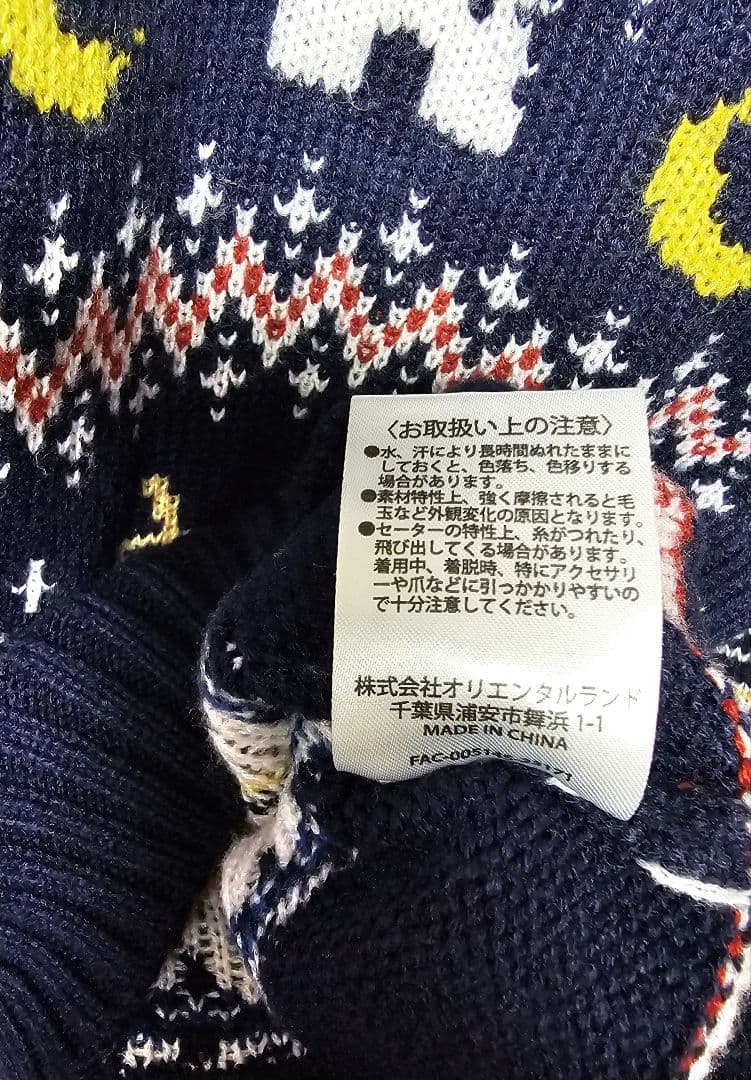 〈お取扱い上の注意〉
●水、汗により長時間ぬれたままに
しておくと、色落ち、色移りする
場合があります。
●素材特性上、強く摩擦されると毛
玉など外観変化の原因となります。
●セーターの特性上、糸がつれたり、
飛び出してくる場合があります。
着用中、着脱時、特にアクセサリ
ーや爪などに引っかかりやすいの
で十分注意してください。
株式会社オリエンタルランド
千葉県浦安市舞浜 1-1
MADE IN CHINA